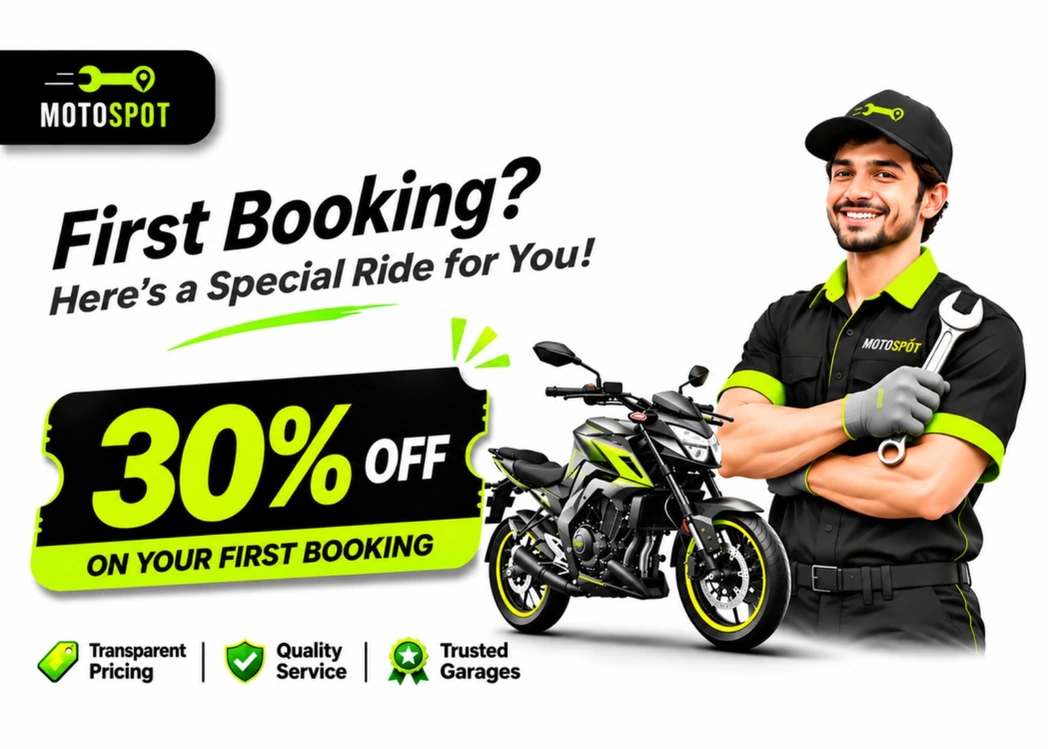 MOTOSPOT
First Booking?
Here's a Special Ride for You!
30% OFF
ON YOUR FIRST BOOKING
Transparent
Pricing
Quality
Service
Trusted
Garages
MOTOSPOT